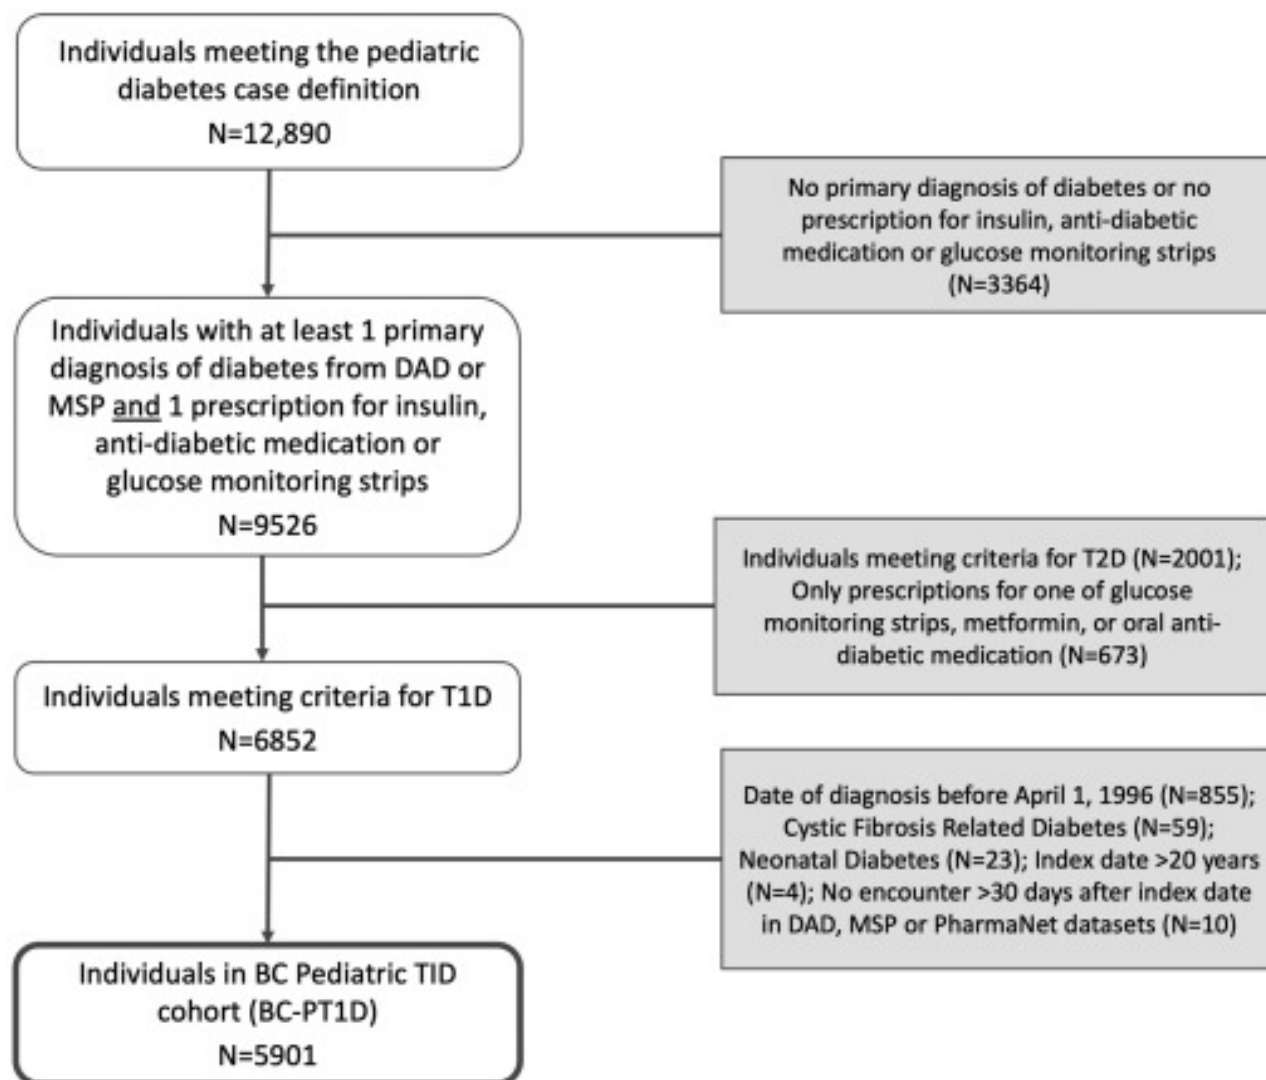 Individuals meeting the pediatric
diabetes case definition
N=12,890
No primary diagnosis of diabetes or no
prescription for insulin, anti-diabetic
medication or glucose monitoring strips
(N=3364)
Individuals with at least 1 primary
diagnosis of diabetes from DAD or
MSP and 1 prescription for insulin,
anti-diabetic medication or
glucose monitoring strips
N=9526
Individuals meeting criteria for T2D (N=2001);
Only prescriptions for one of glucose
monitoring strips, metformin, or oral anti-
diabetic medication (N=673)
Individuals meeting criteria for T1D
N=6852
Date of diagnosis before April 1, 1996 (N=855);
Cystic Fibrosis Related Diabetes (N=59);
Neonatal Diabetes (N=23); Index date >20 years
(N=4); No encounter >30 days after index date
in DAD, MSP or PharmaNet datasets (N=10)
Individuals in BC Pediatric TID
cohort (BC-PT1D)
N=5901